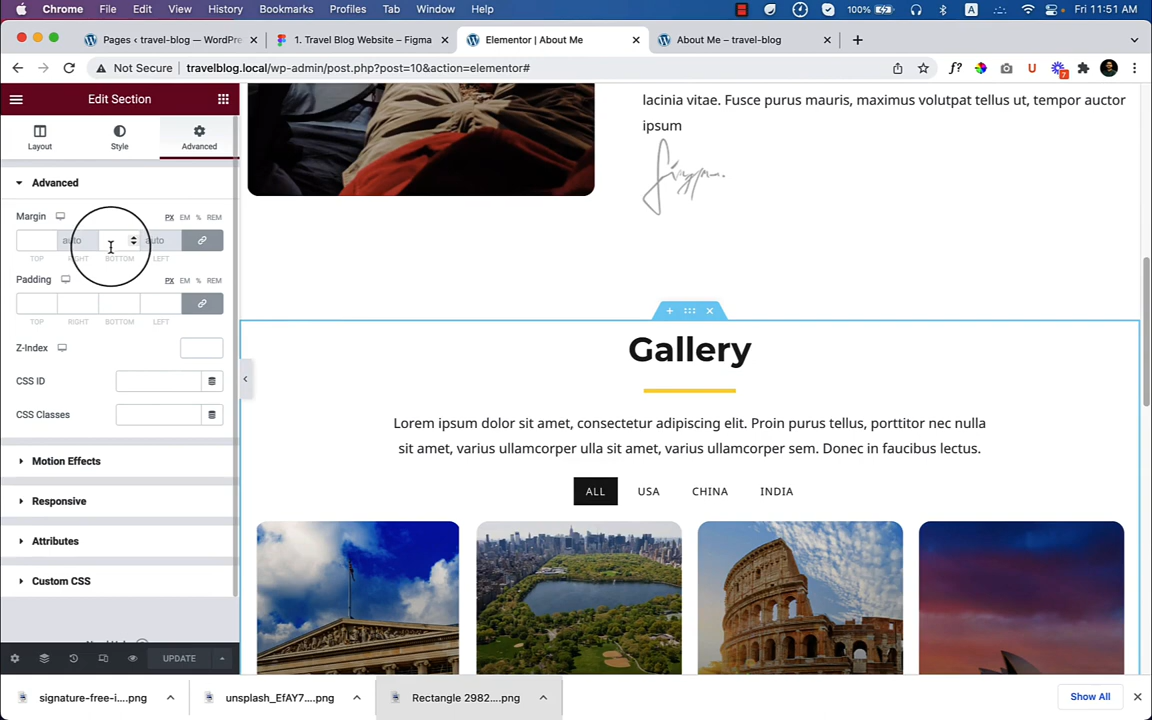 Chrome File Edit View History Bookmarks Profiles Tab Window Help 100% A Fri 11:51 AM
Pages ‹ travel-blog — WordPre 1. Travel Blog Website – Figma Elementor | About Me About Me – travel-blog
Not Secure travelblog.local/wp-admin/post.php?post=10&action=elementor# f? U 7
Edit Section
Layout Style Advanced
Advanced
Margin PX EM % REM
auto auto
TOP RIGHT BOTTOM LEFT
Padding PX EM % REM
TOP RIGHT BOTTOM LEFT
Z-Index
CSS ID
CSS Classes
Motion Effects
Responsive
Attributes
Custom CSS
UPDATE
lacinia vitae. Fusce purus mauris, maximus volutpat tellus ut, tempor auctor
ipsum
Gallery
Lorem ipsum dolor sit amet, consectetur adipiscing elit. Proin purus tellus, porttitor nec nulla
sit amet, varius ullamcorper ulla sit amet, varius ullamcorper sem. Donec in faucibus lectus.
ALL USA CHINA INDIA
signature-free-i....png unsplash_EfAY7....png Rectangle 2982....png Show All